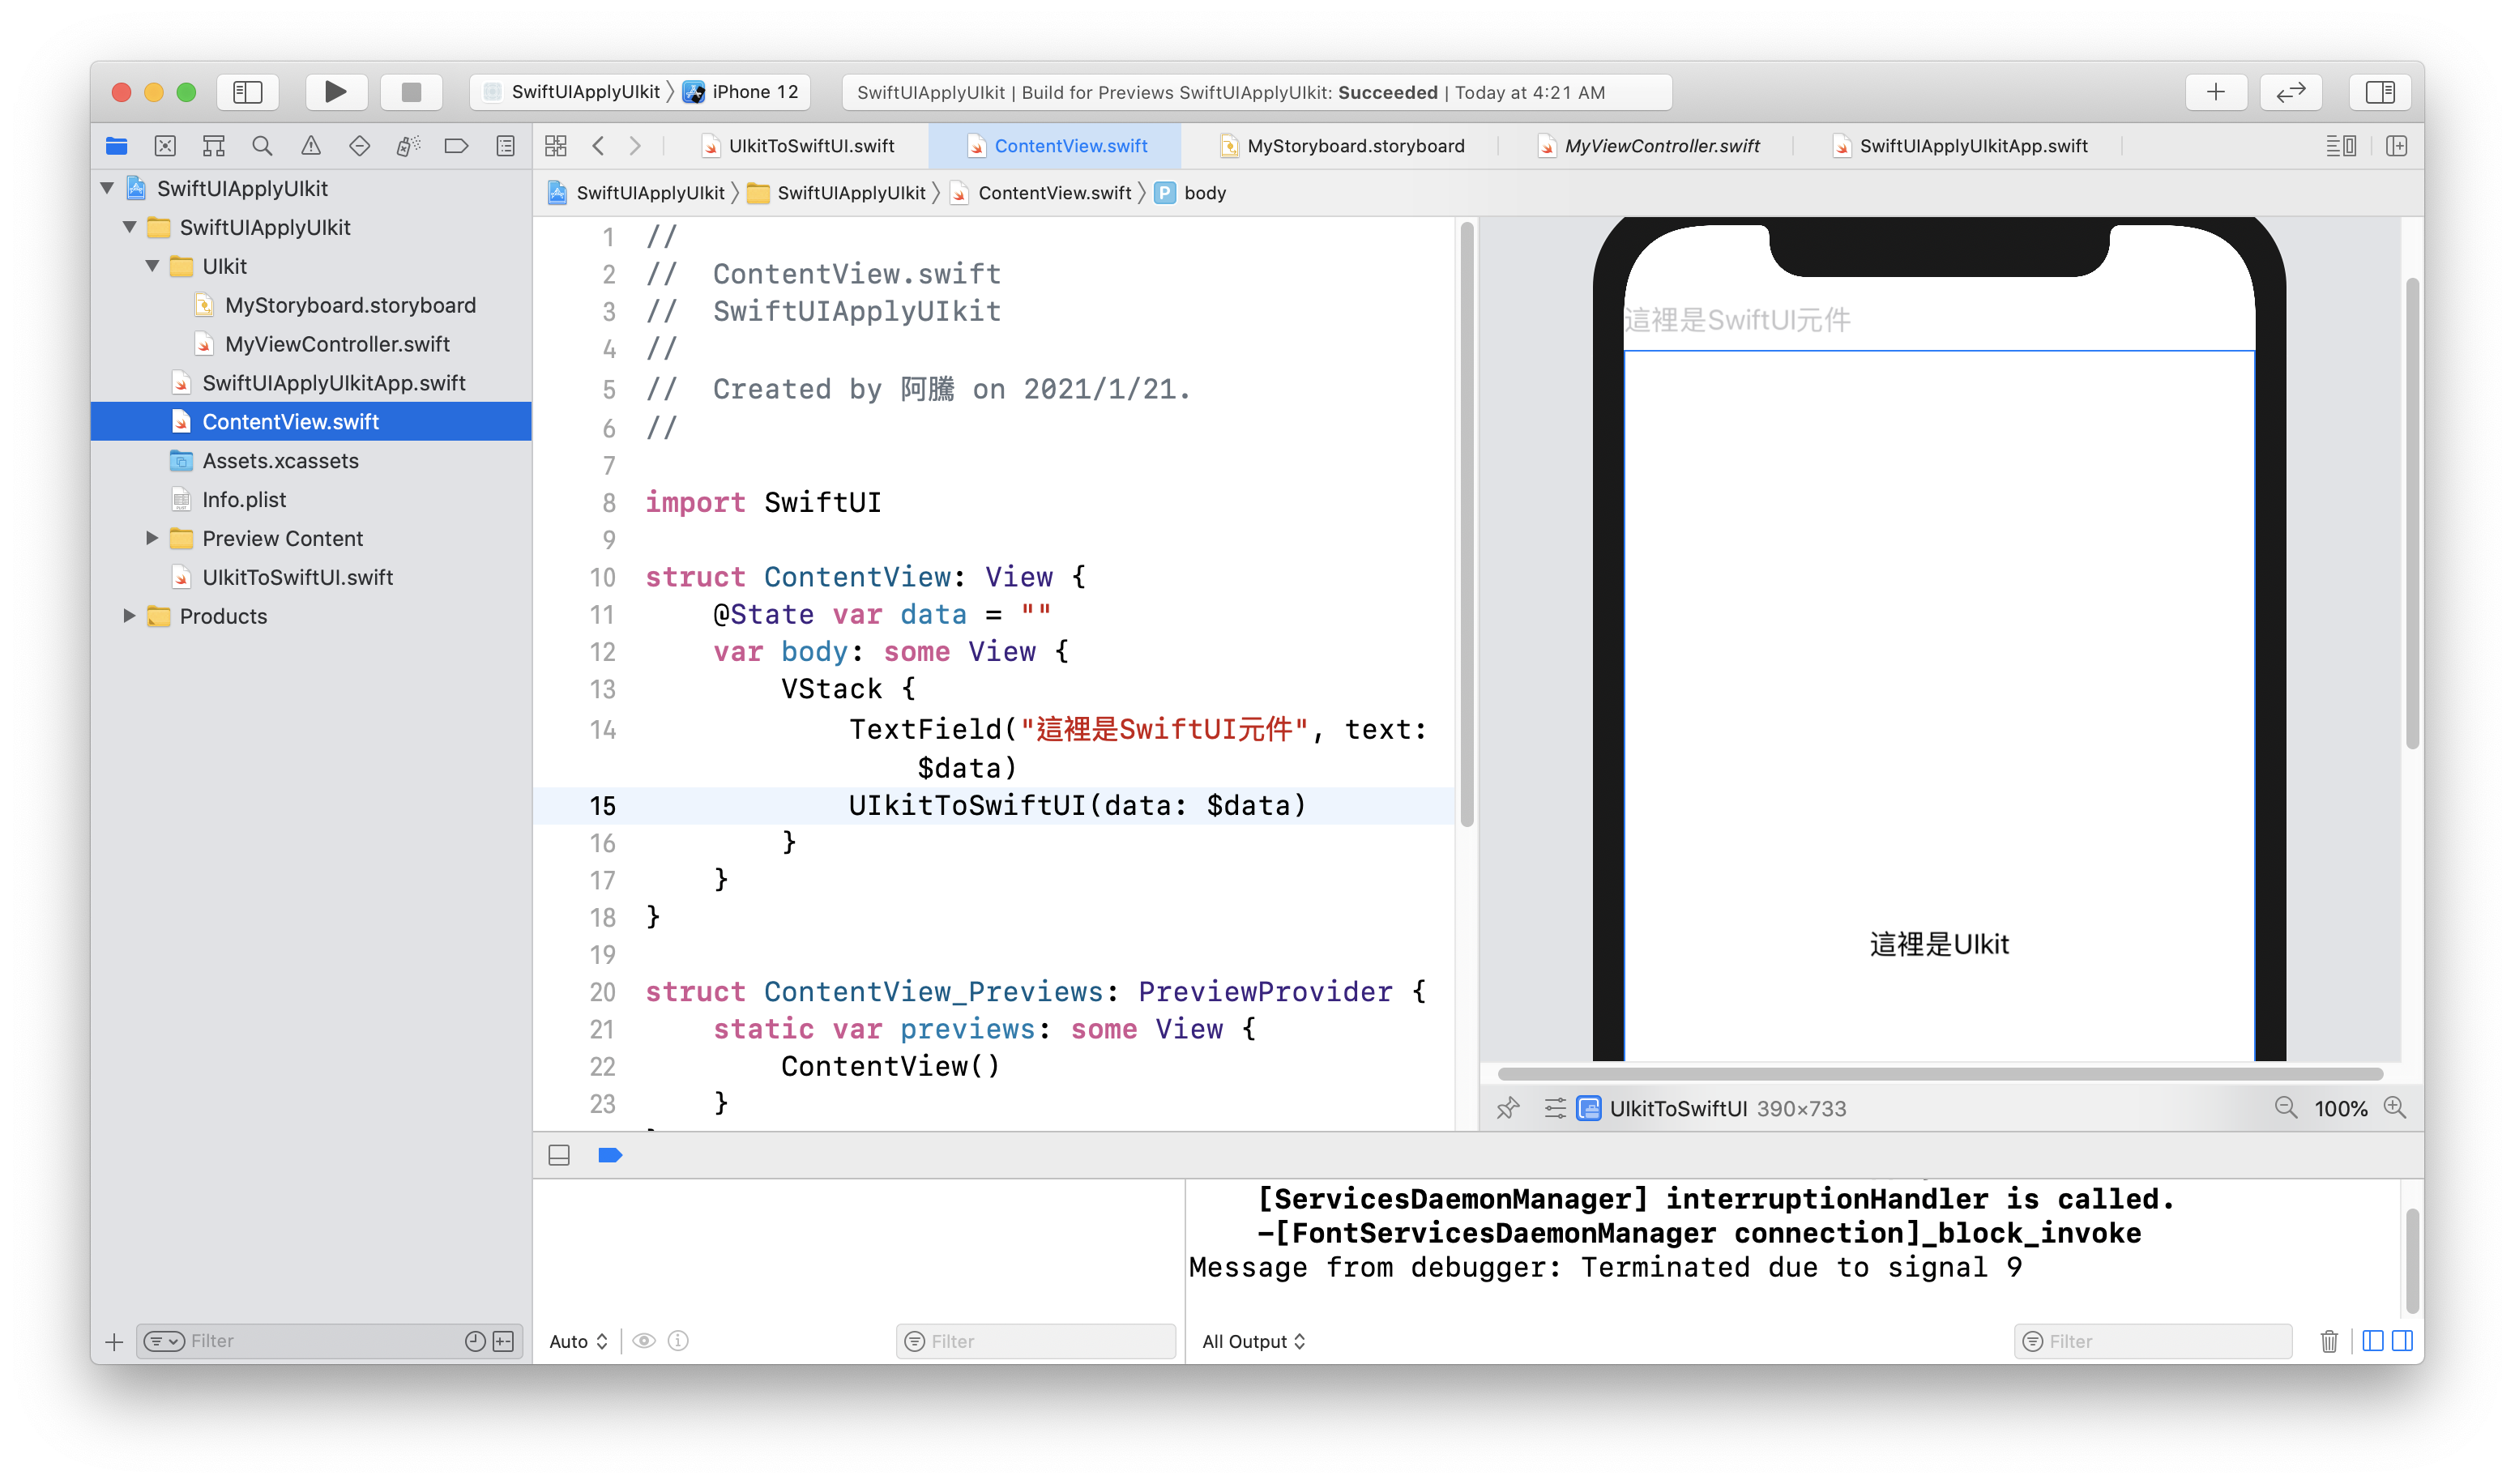 SwiftUIApplyUIkit
iPhone 12
SwiftUIApplyUIkit | Build for Previews SwiftUIApplyUIkit: Succeeded | Today at 4:21 AM
UIkitToSwiftUI.swift
ContentView.swift
MyStoryboard.storyboard
MyViewController.swift
SwiftUIApplyUIkitApp.swift
SwiftUIApplyUIkit
SwiftUIApplyUIkit
UIkit
MyStoryboard.storyboard
MyViewController.swift
SwiftUIApplyUIkitApp.swift
ContentView.swift
Assets.xcassets
Info.plist
Preview Content
UIkitToSwiftUI.swift
Products
Filter
SwiftUIApplyUIkit
SwiftUIApplyUIkit
ContentView.swift
P body
1 //
2 //  ContentView.swift
3 //  SwiftUIApplyUIkit
4 //
5 //  Created by 阿騰 on 2021/1/21.
6 //
7
8 import SwiftUI
9
10 struct ContentView: View {
11     @State var data = ""
12     var body: some View {
13         VStack {
14             TextField("這裡是SwiftUI元件", text:
$data)
15             UIkitToSwiftUI(data: $data)
16         }
17     }
18 }
19
20 struct ContentView_Previews: PreviewProvider {
21     static var previews: some View {
22         ContentView()
23     }
這裡是SwiftUI元件
這裡是UIkit
UIkitToSwiftUI 390×733
100%
[ServicesDaemonManager] interruptionHandler is called.
-[FontServicesDaemonManager connection]_block_invoke
Message from debugger: Terminated due to signal 9
Auto
Filter
All Output
Filter